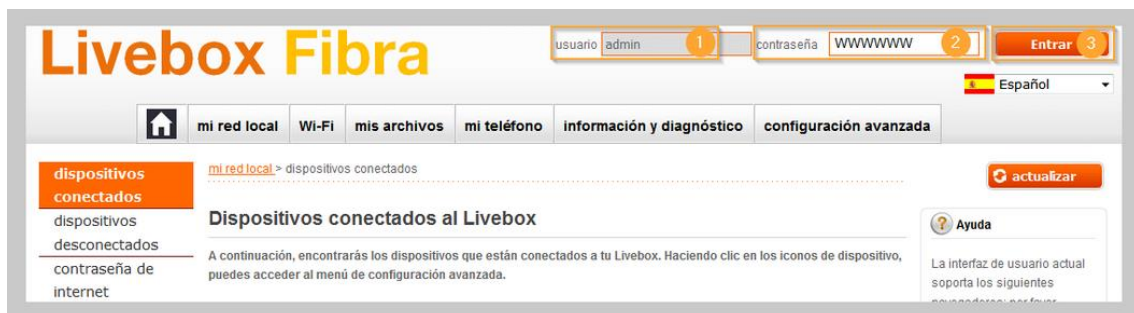 Livebox Fibra
usuario admin 1 contraseña WWWWWW 2 Entrar 3
Español
mi red local Wi-Fi mis archivos mi teléfono información y diagnóstico configuración avanzada
mi red local > dispositivos conectados
actualizar
dispositivos
conectados
dispositivos
desconectados
contraseña de
internet
Dispositivos conectados al Livebox
A continuación, encontrarás los dispositivos que están conectados a tu Livebox. Haciendo clic en los iconos de dispositivo,
puedes acceder al menú de configuración avanzada.
? Ayuda
La interfaz de usuario actual
soporta los siguientes